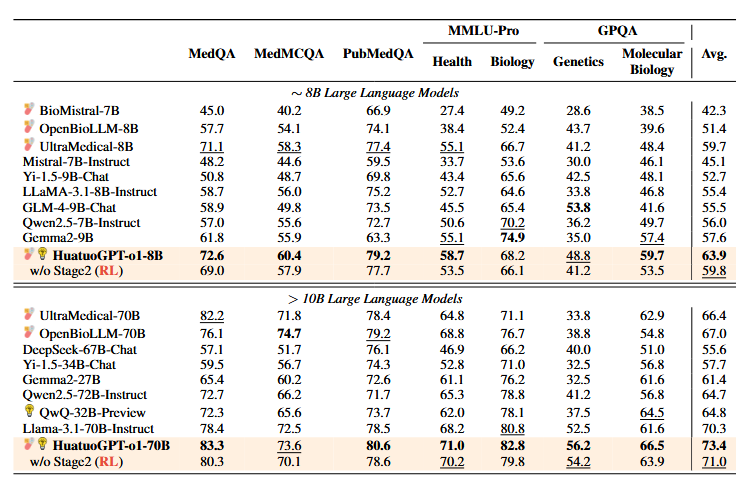 MMLU-Pro GPQA
MedQA MedMCQA PubMedQA Health Biology Genetics Molecular Biology Avg.
~ 8B Large Language Models
BioMistral-7B 45.0 40.2 66.9 27.4 49.2 28.6 38.5 42.3
OpenBioLLM-8B 57.7 54.1 74.1 38.4 52.4 43.7 39.6 51.4
UltraMedical-8B 71.1 58.3 77.4 55.1 66.7 41.2 48.4 59.7
Mistral-7B-Instruct 48.2 44.6 59.5 33.7 53.6 30.0 46.1 45.1
Yi-1.5-9B-Chat 50.8 48.7 69.8 43.4 65.6 42.5 48.1 52.7
LLaMA-3.1-8B-Instruct 58.7 56.0 75.2 52.7 64.6 33.8 46.8 55.4
GLM-4-9B-Chat 58.9 49.8 73.5 45.5 65.4 53.8 41.6 55.5
Qwen2.5-7B-Instruct 57.0 55.6 72.7 50.6 70.2 36.2 49.7 56.0
Gemma2-9B 61.8 55.9 63.3 55.1 74.9 35.0 57.4 57.6
HuatuoGPT-o1-8B 72.6 60.4 79.2 58.7 68.2 48.8 59.7 63.9
w/o Stage2 (RL) 69.0 57.9 77.7 53.5 66.1 41.2 53.5 59.8
> 10B Large Language Models
UltraMedical-70B 82.2 71.8 78.4 64.8 71.1 33.8 62.9 66.4
OpenBioLLM-70B 76.1 74.7 79.2 68.8 76.7 38.8 54.8 67.0
DeepSeek-67B-Chat 57.1 51.7 76.1 46.9 66.2 40.0 51.0 55.6
Yi-1.5-34B-Chat 59.5 56.7 74.3 52.8 71.0 32.5 56.8 57.7
Gemma2-27B 65.4 60.2 72.6 61.1 76.2 32.5 61.6 61.4
Qwen2.5-72B-Instruct 72.7 66.2 71.7 65.3 78.8 41.2 56.8 64.7
QwQ-32B-Preview 72.3 65.6 73.7 62.0 78.1 37.5 64.5 64.8
Llama-3.1-70B-Instruct 78.4 72.5 78.5 68.2 80.8 52.5 61.6 70.3
HuatuoGPT-o1-70B 83.3 73.6 80.6 71.0 82.8 56.2 66.5 73.4
w/o Stage2 (RL) 80.3 70.1 78.6 70.2 79.8 54.2 63.9 71.0